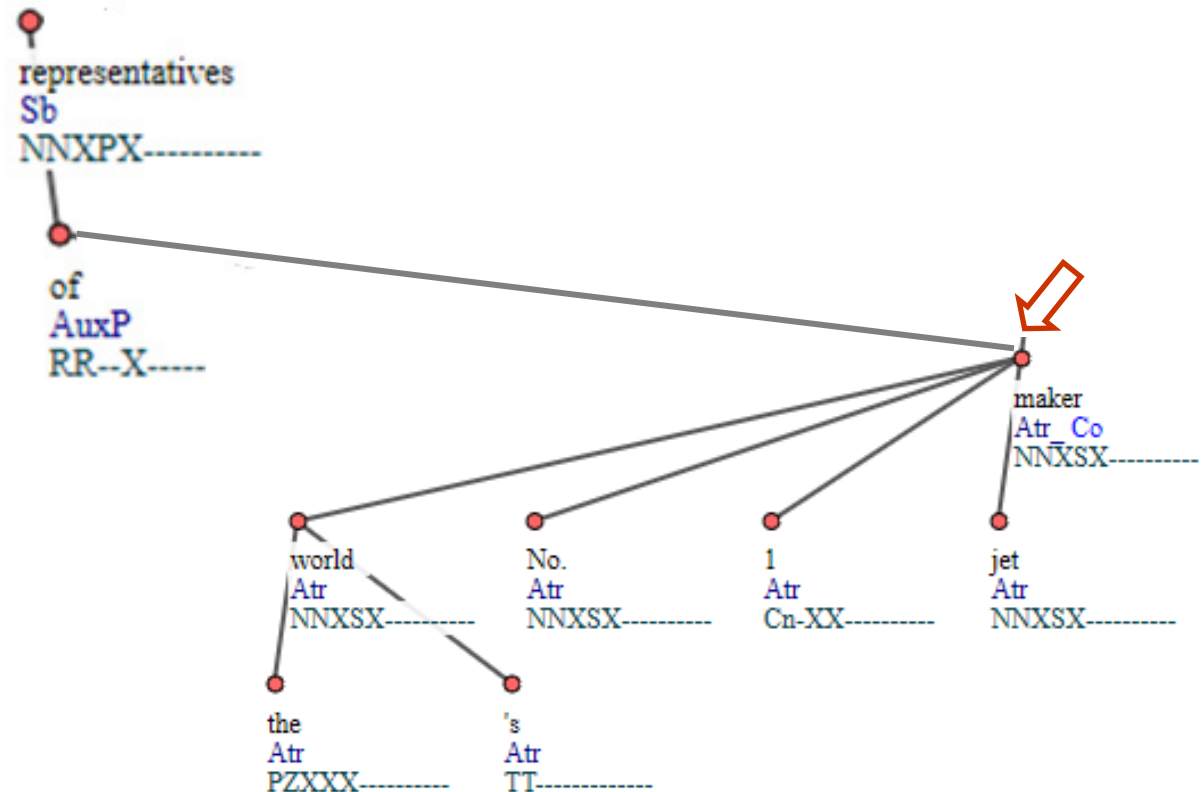 representatives
Sb
NNXPX----------
of
AuxP
RR--X-----
maker
Atr_Co
NNXSX----------
world
Atr
NNXSX----------
No.
Atr
NNXSX----------
1
Atr
Cn-XX----------
jet
Atr
NNXSX----------
the
Atr
PZXXX----------
's
Atr
TT-------------